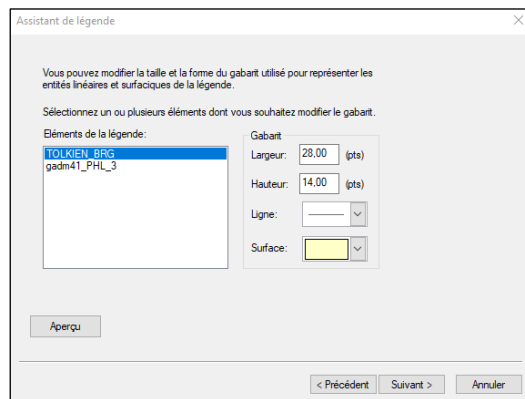 Assistant de légende
Vous pouvez modifier la taille et la forme du gabarit utilisé pour représenter les
entités linéaires et surfaciques de la légende.
Sélectionnez un ou plusieurs éléments dont vous souhaitez modifier le gabarit.
Eléments de la légende:
TOLKIEN_BRG
gadm41_PHL_3
Gabarit
Largeur: 28,00 (pts)
Hauteur: 14,00 (pts)
Ligne:
Surface:
Aperçu
< Précédent Suivant > Annuler